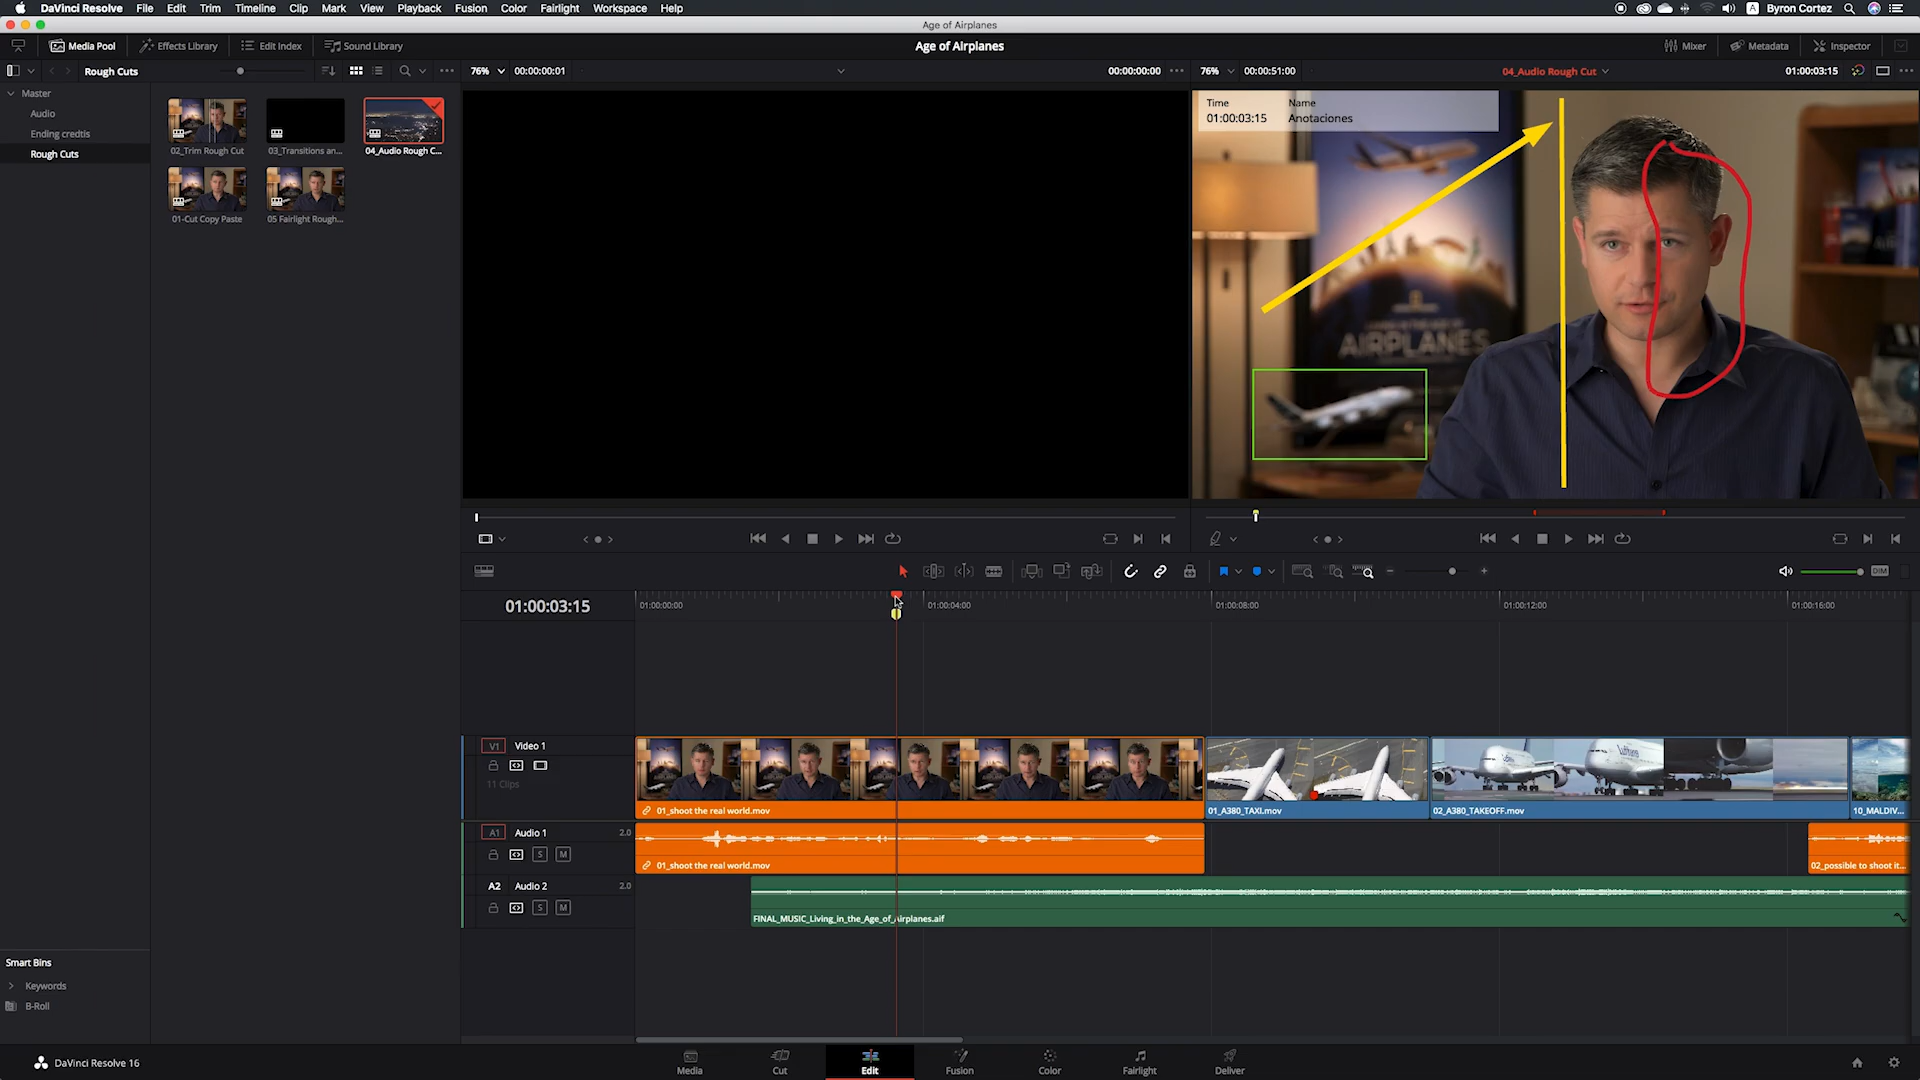 DaVinci Resolve File Edit Trim Timeline Clip Mark View Playback Fusion Color Fairlight Workspace Help
A Byron Cortez
Age of Airplanes
Media Pool Effects Library Edit Index Sound Library
Age of Airplanes
Mixer Metadata Inspector
Rough Cuts
76% 00:00:00:01
00:00:00:00
76% 00:00:51:00
04_Audio Rough Cut
01:00:03:15
Master
Audio
Ending credtis
Rough Cuts
02_Trim Rough Cut
03_Transitions an...
04_Audio Rough C...
01-Cut Copy Paste
05 Fairlight Rough...
Time Name
01:00:03:15 Anotaciones
AIRPLANES
DIM
01:00:03:15
01:00:00:00
01:00:04:00
01:00:08:00
01:00:12:00
01:00:16:00
V1 Video 1
11 Clips
01_shoot the real world.mov
01_A380_TAXI.mov
02_A380_TAKEOFF.mov
10_MALDIV...
A1 Audio 1 2.0
S M
01_shoot the real world.mov
02_possible to shoot it...
A2 Audio 2 2.0
S M
FINAL_MUSIC_Living_in_the_Age_of_Airplanes.aif
Smart Bins
Keywords
B-Roll
DaVinci Resolve 16
Media Cut Edit Fusion Color Fairlight Deliver